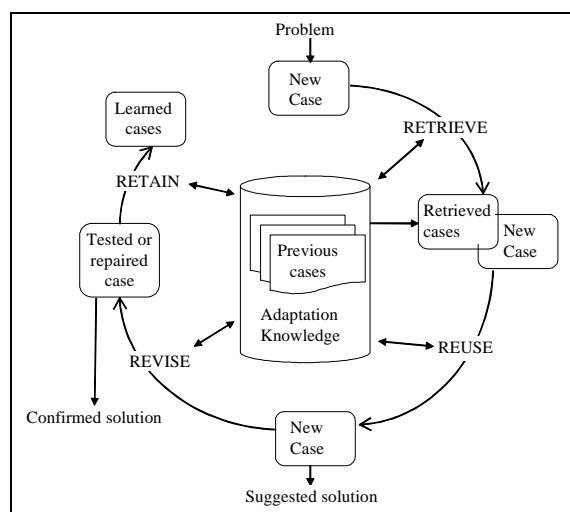 Problem
New
Case
RETRIEVE
Learned
cases
RETAIN
Retrieved
cases
New
Case
Previous
cases
Tested or
repaired
case
Adaptation
Knowledge
REVISE
REUSE
Confirmed solution
New
Case
Suggested solution